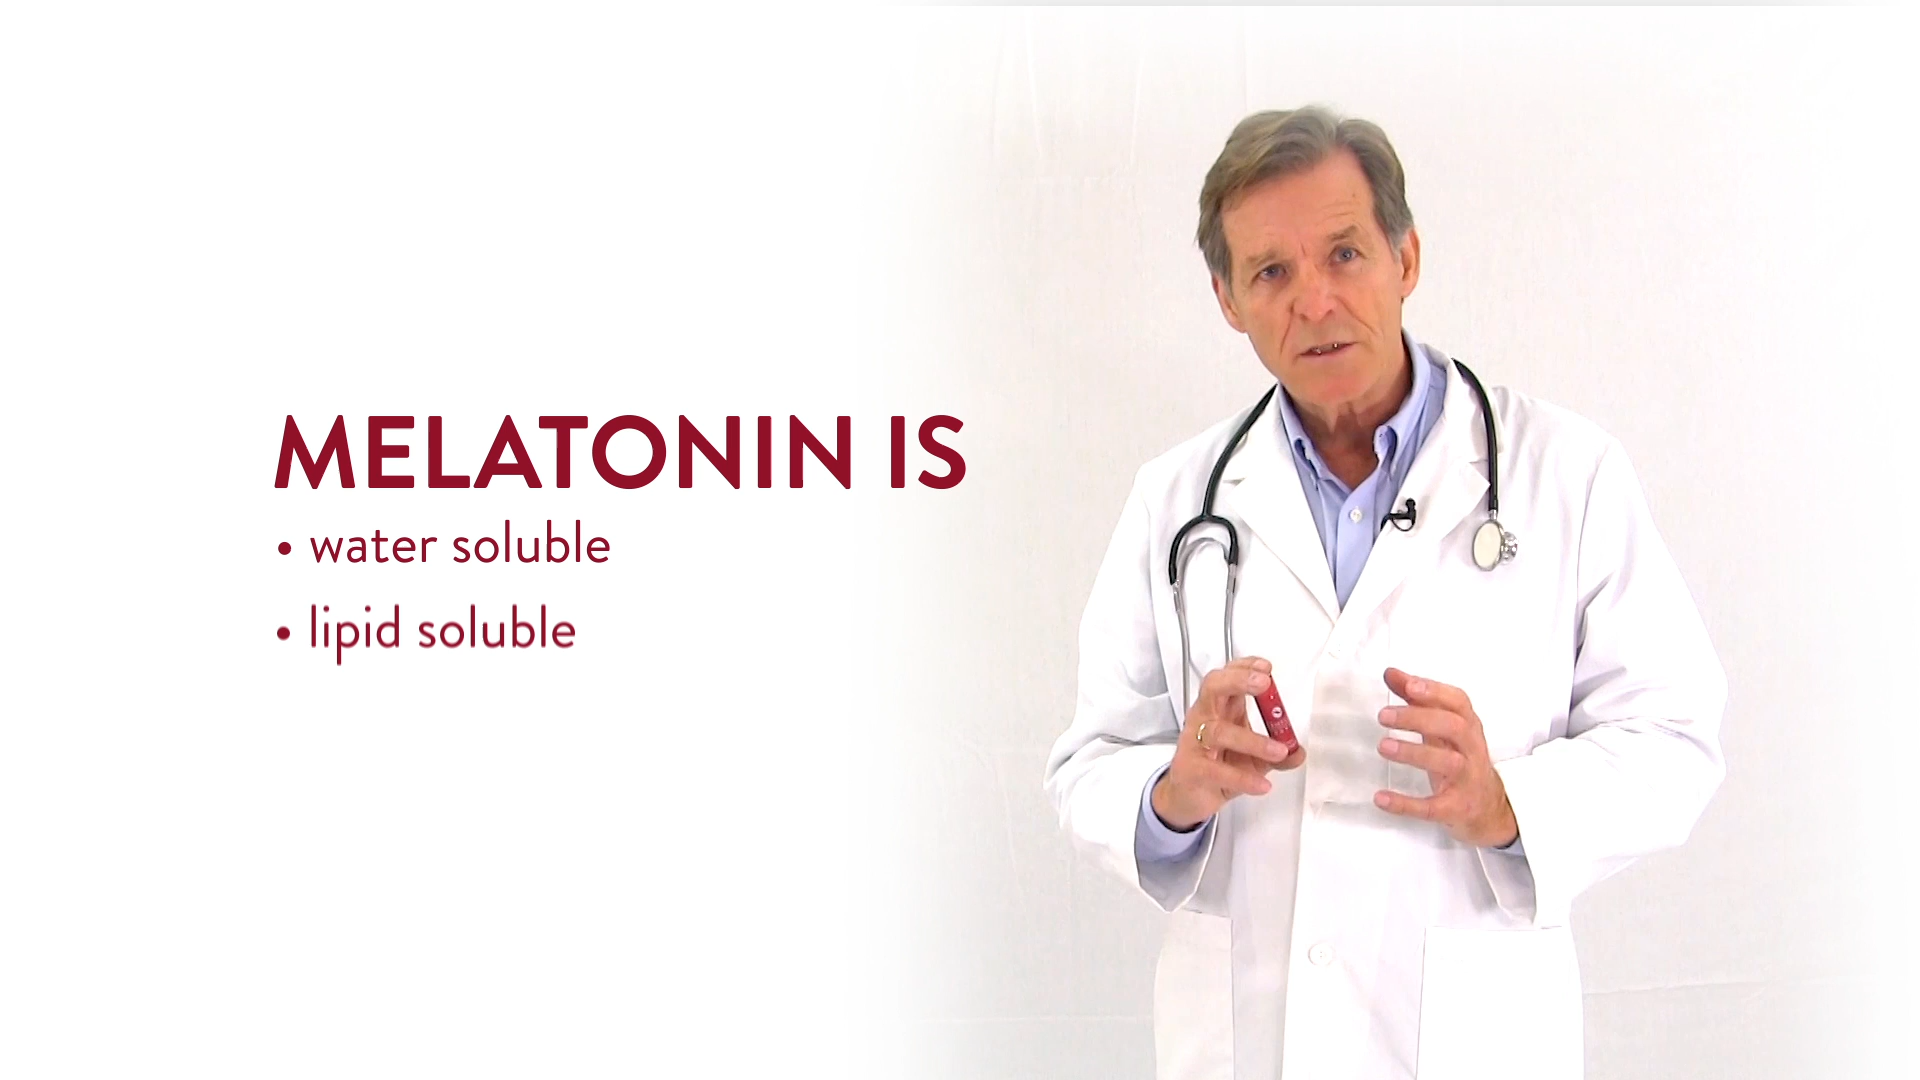 MELATONIN IS
• water soluble
• lipid soluble